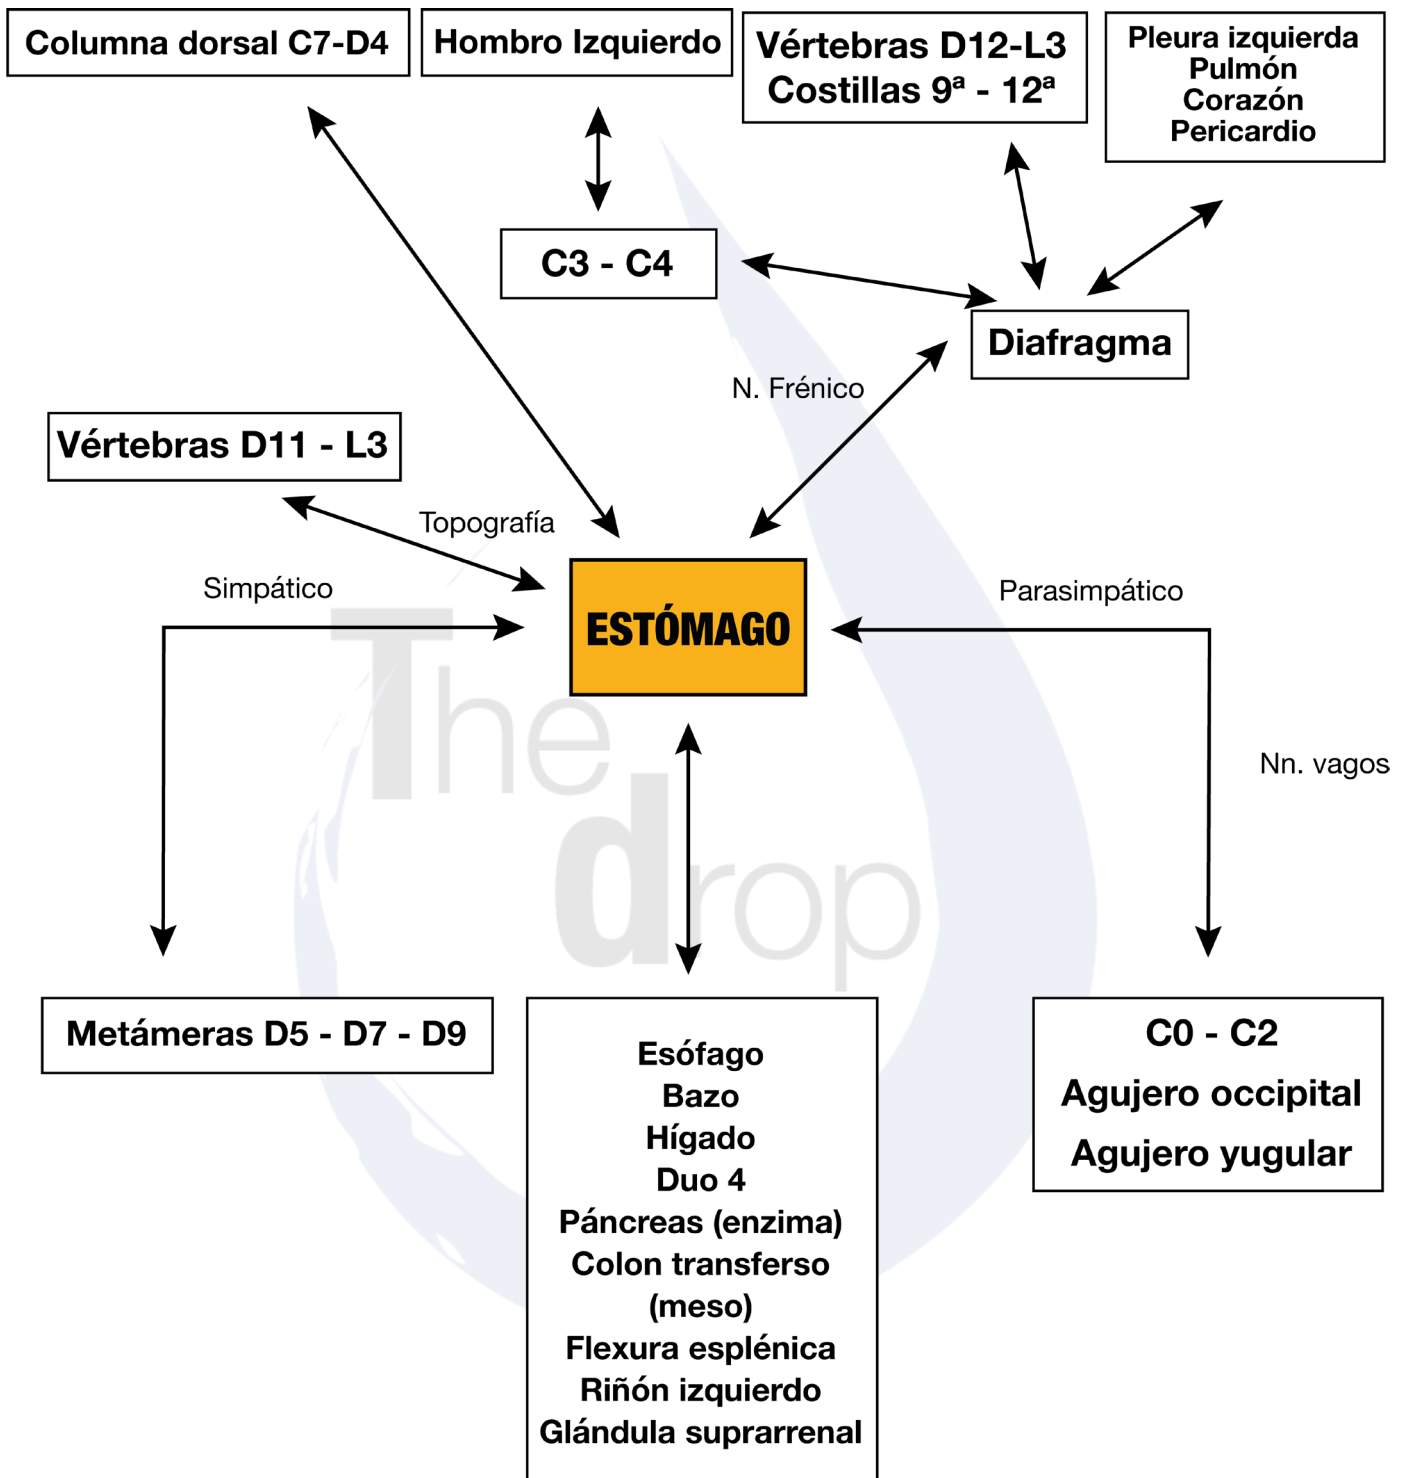 Columna dorsal C7-D4
Hombro Izquierdo
Vértebras D12-L3
Costillas 9ª - 12ª
Pleura izquierda
Pulmón
Corazón
Pericardio
C3 - C4
Diafragma
N. Frénico
Vértebras D11 - L3
Topografía
Simpático
ESTÓMAGO
Parasimpático
The
drop
Nn. vagos
Metámeras D5 - D7 - D9
Esófago
Bazo
Hígado
Duo 4
Páncreas (enzima)
Colon transferso
(meso)
Flexura esplénica
Riñón izquierdo
Glándula suprarrenal
C0 - C2
Agujero occipital
Agujero yugular